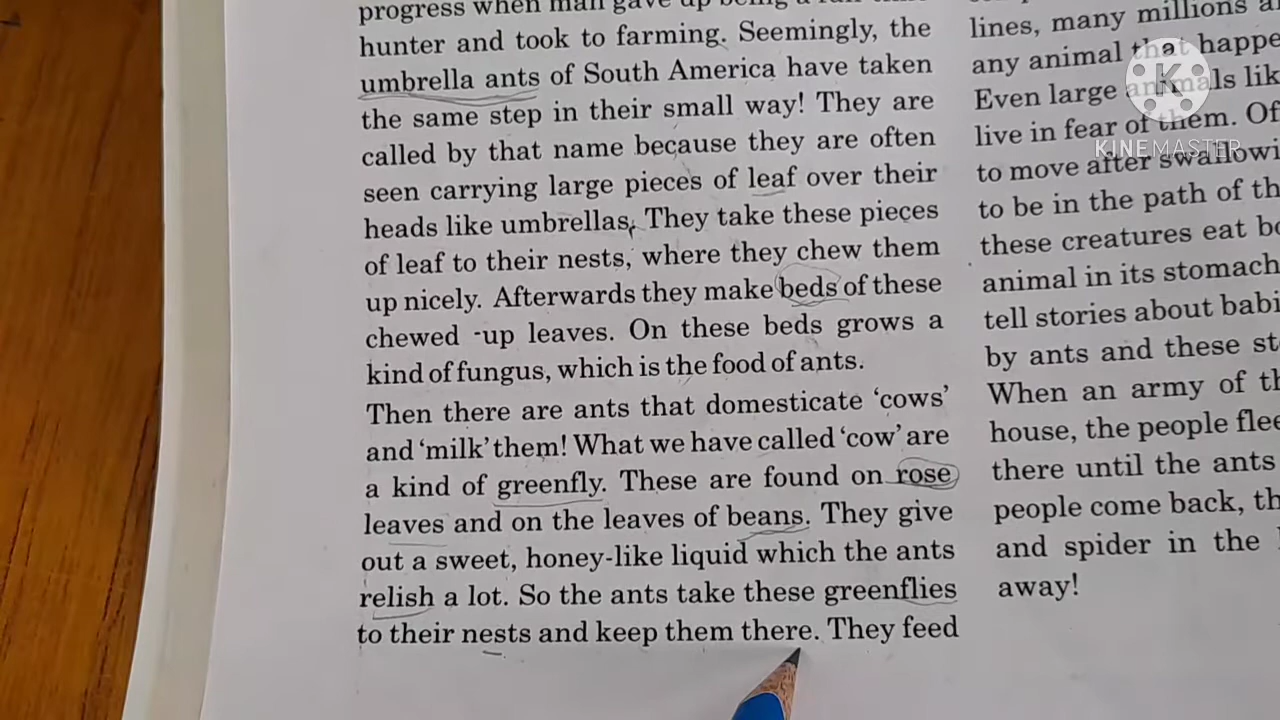 progress when man gave up being a full
hunter and took to farming. Seemingly, the
umbrella ants of South America have taken
the same step in their small way! They are
called by that name because they are often
seen carrying large pieces of leaf over their
heads like umbrellas. They take these pieces
of leaf to their nests, where they chew them
up nicely. Afterwards they make beds of these
chewed -up leaves. On these beds grows a
kind of fungus, which is the food of ants.
Then there are ants that domesticate ‘cows’
and ‘milk’ them! What we have called ‘cow’ are
a kind of greenfly. These are found on rose
leaves and on the leaves of beans. They give
out a sweet, honey-like liquid which the ants
relish a lot. So the ants take these greenflies
to their nests and keep them there. They feed
lines, many millions
any animal that
Even large animals
live in fear of them.
to move after
to be in the path of
these creatures eat
animal in its stomach
tell stories about
by ants and these
When an army of
house, the people
there until the ants
people come back,
and spider in the
away!
K
KINEMASTER